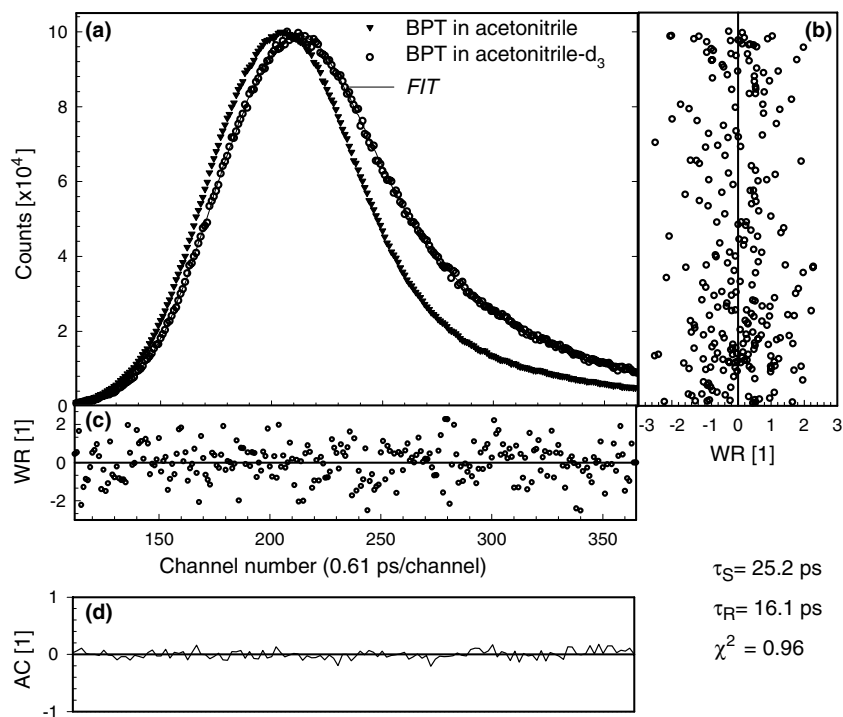 (a)
BPT in acetonitrile
BPT in acetonitrile-d3
FIT
Counts [x10⁴]
10
8
6
4
2
0
(b)
-3 -2 -1 0 1 2 3
WR [1]
(c)
WR [1]
2
0
-2
150 200 250 300 350
Channel number (0.61 ps/channel)
(d)
AC [1]
1
0
-1
τS= 25.2 ps
τR= 16.1 ps
χ² = 0.96